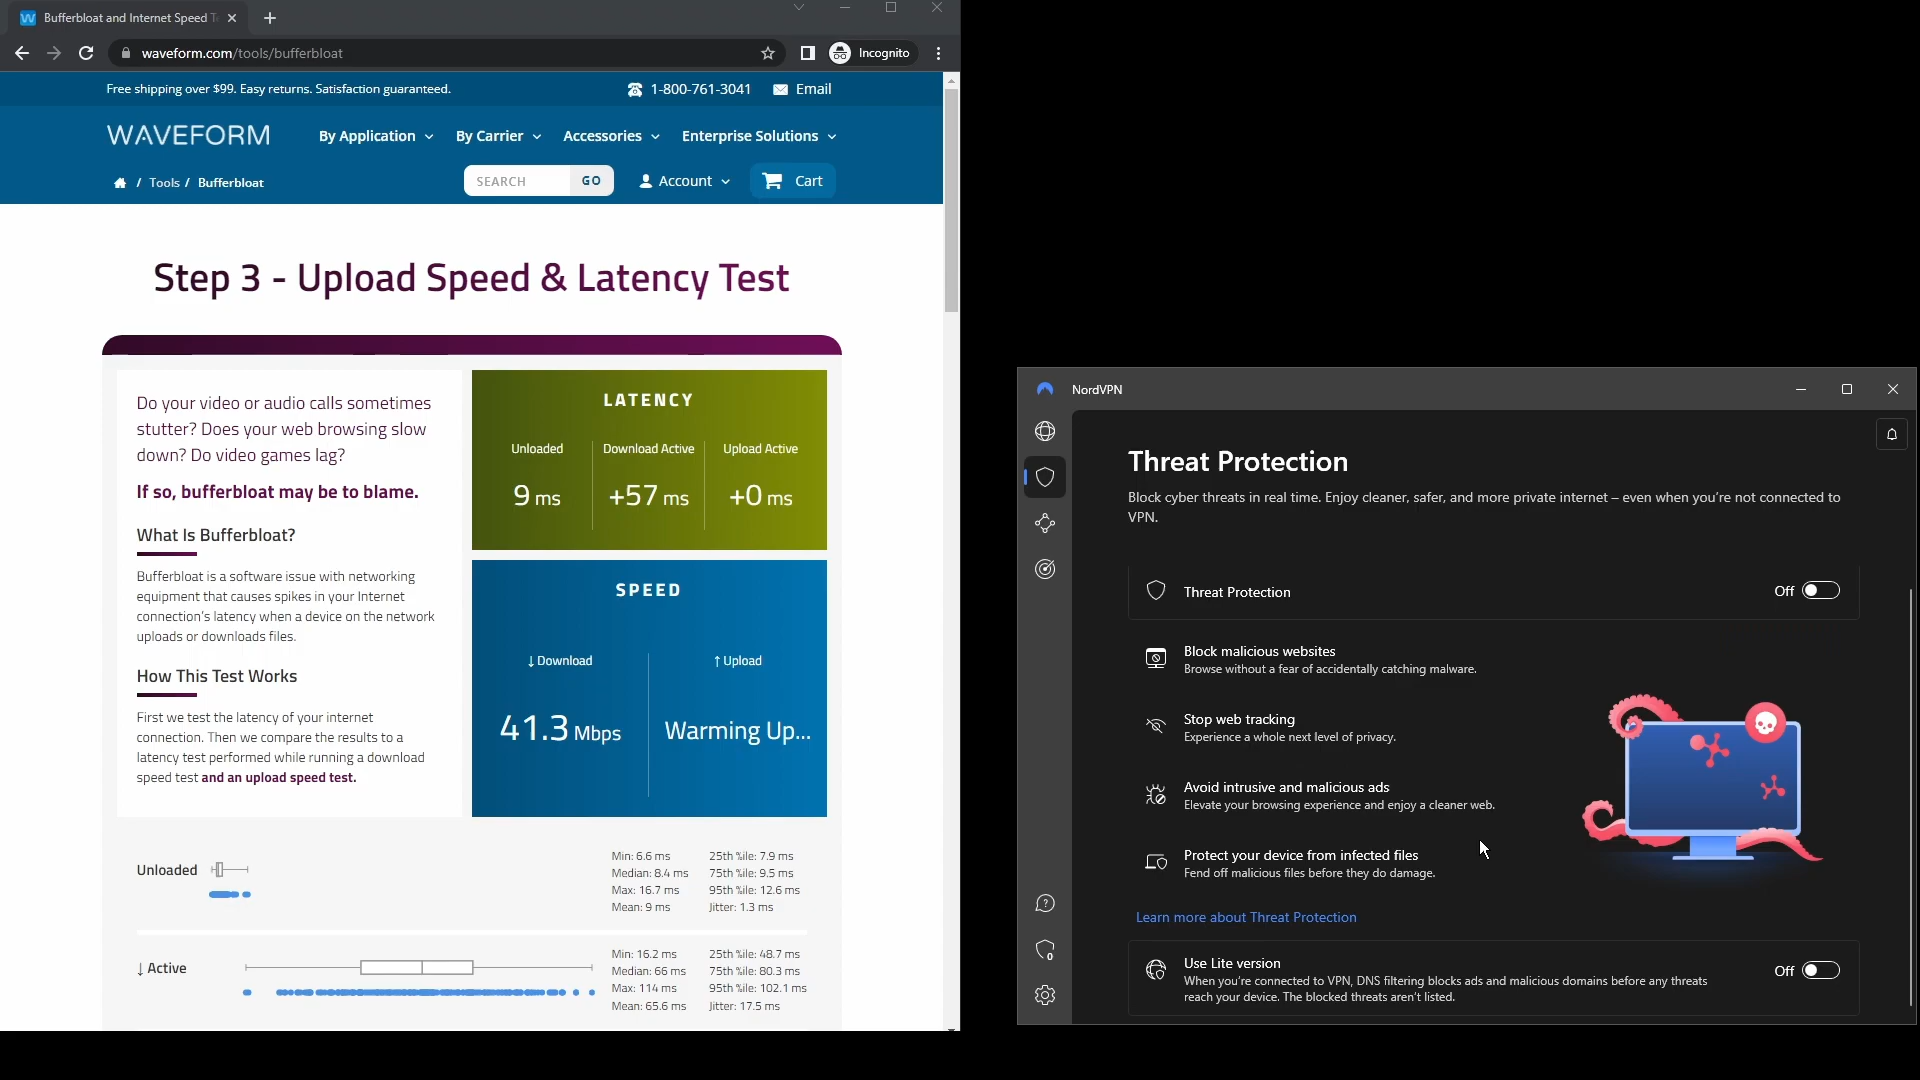 Bufferbloat and Internet Speed T
waveform.com/tools/bufferbloat
Incognito
Free shipping over $99. Easy returns. Satisfaction guaranteed.
1-800-761-3041
Email
WAVEFORM
By Application
By Carrier
Accessories
Enterprise Solutions
/ Tools / Bufferbloat
SEARCH
GO
Account
Cart
Step 3 - Upload Speed & Latency Test
Do your video or audio calls sometimes
stutter? Does your web browsing slow
down? Do video games lag?
If so, bufferbloat may be to blame.
What Is Bufferbloat?
Bufferbloat is a software issue with networking
equipment that causes spikes in your Internet
connection's latency when a device on the network
uploads or downloads files.
How This Test Works
First we test the latency of your internet
connection. Then we compare the results to a
latency test performed while running a download
speed test and an upload speed test.
LATENCY
Unloaded
Download Active
Upload Active
9 ms
+57 ms
+0 ms
SPEED
↓ Download
↑ Upload
41.3 Mbps
Warming Up...
Unloaded
Min: 6.6 ms
25th %ile: 7.9 ms
Median: 8.4 ms
75th %ile: 9.5 ms
Max: 16.7 ms
95th %ile: 12.6 ms
Mean: 9 ms
Jitter: 1.3 ms
↓ Active
Min: 16.2 ms
25th %ile: 48.7 ms
Median: 66 ms
75th %ile: 80.3 ms
Max: 114 ms
95th %ile: 102.1 ms
Mean: 65.6 ms
Jitter: 17.5 ms
NordVPN
Threat Protection
Block cyber threats in real time. Enjoy cleaner, safer, and more private internet – even when you're not connected to
VPN.
Threat Protection
Off
Block malicious websites
Browse without a fear of accidentally catching malware.
Stop web tracking
Experience a whole next level of privacy.
Avoid intrusive and malicious ads
Elevate your browsing experience and enjoy a cleaner web.
Protect your device from infected files
Fend off malicious files before they do damage.
Learn more about Threat Protection
Use Lite version
When you're connected to VPN, DNS filtering blocks ads and malicious domains before any threats
reach your device. The blocked threats aren't listed.
Off
0